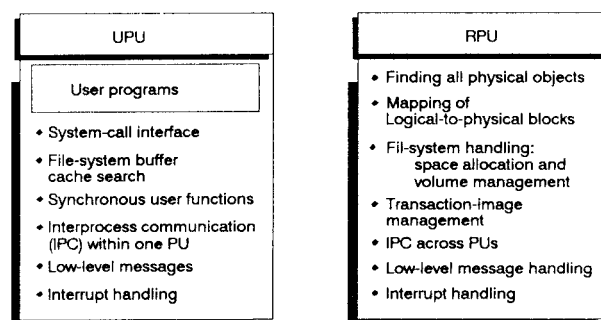 UPU
User programs
• System-call interface
• File-system buffer
cache search
• Synchronous user functions
• Interprocess communication
(IPC) within one PU
• Low-level messages
• Interrupt handling
RPU
• Finding all physical objects
• Mapping of
Logical-to-physical blocks
• Fil-system handling:
space allocation and
volume management
• Transaction-image
management
• IPC across PUs
• Low-level message handling
• Interrupt handling